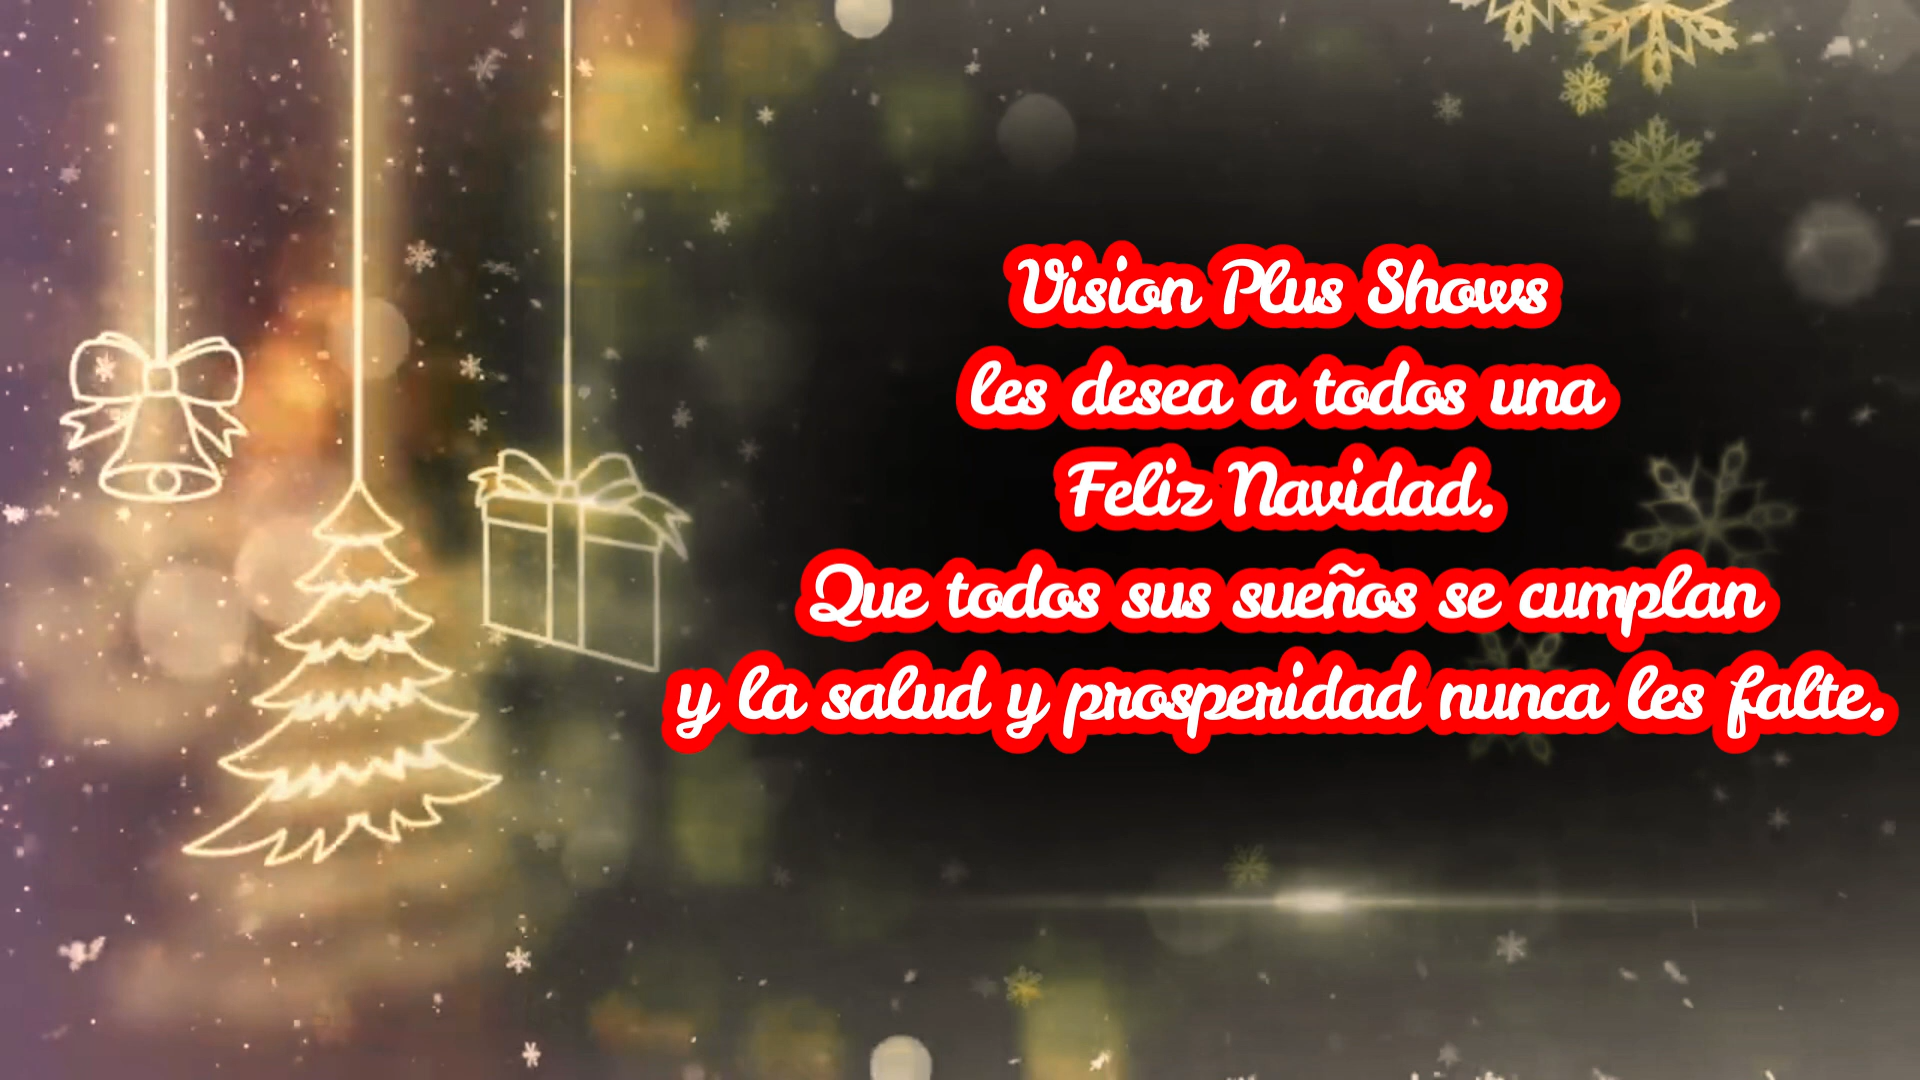 Vision Plus Shows
les desea a todos una
Feliz Navidad.
Que todos sus sueños se cumplan
y la salud y prosperidad nunca les falte.